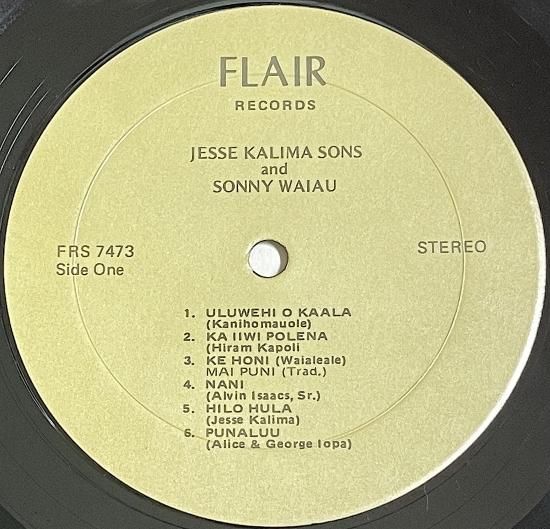 FLAIR
RECORDS
JESSE KALIMA SONS
and
SONNY WAIAU
FRS 7473
Side One
STEREO
1. ULUWEHI O KAALA
(Kanihomauole)
2. KA IIWI POLENA
(Hiram Kapoli
3. KE HONI (Waialeale)
MAI PUNI (Trad.)
4. NANI
(Alvin Isaacs, Sr.)
5. HILO HULA
(Jesse Kalima)
6. PUNALUU
(Alice & George Iopa)